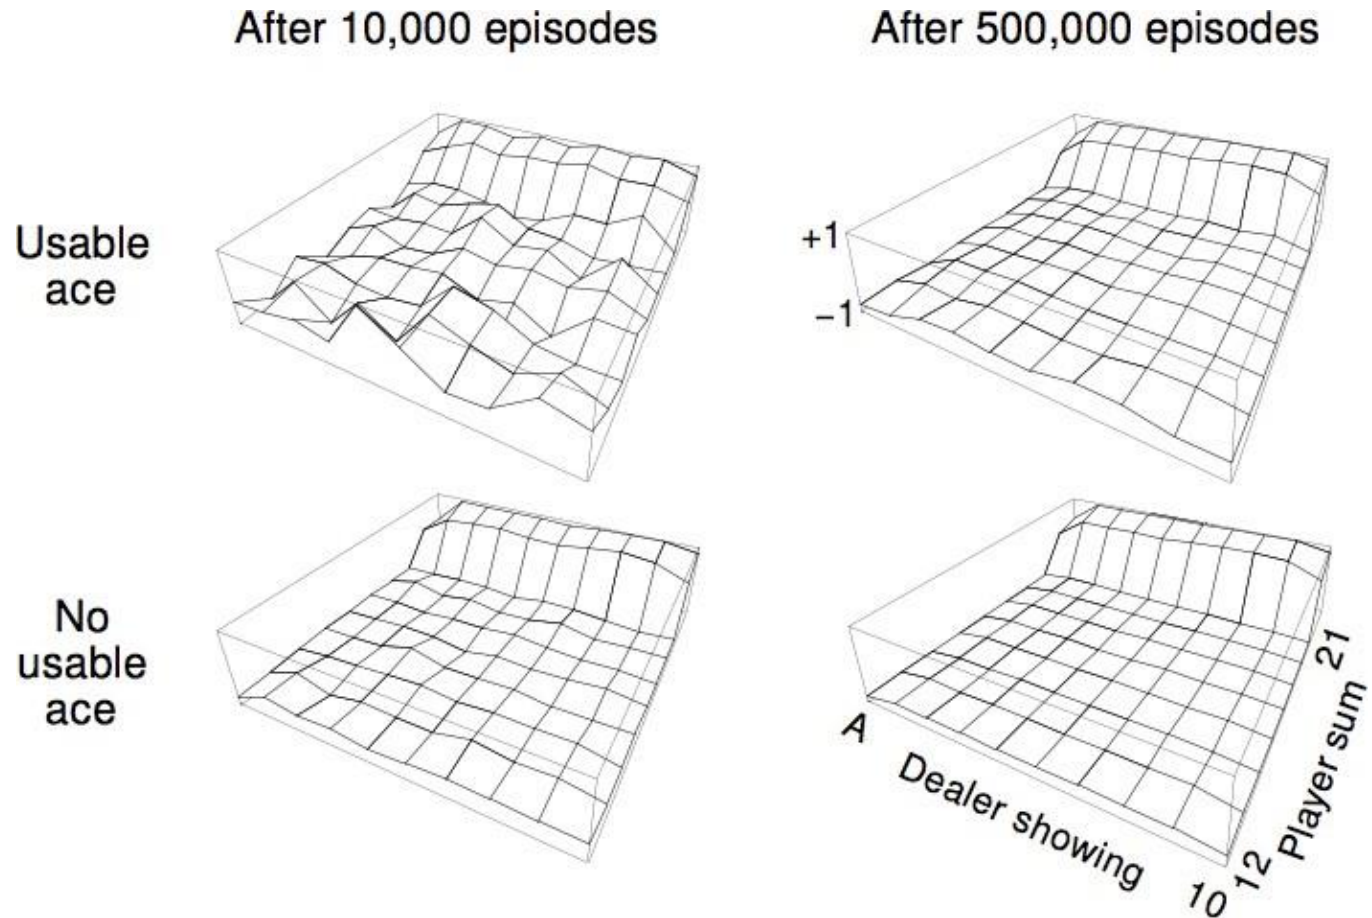 After 10,000 episodes
After 500,000 episodes
Usable
ace
+1
−1
No
usable
ace
A
Dealer showing
10
12
Player sum
21